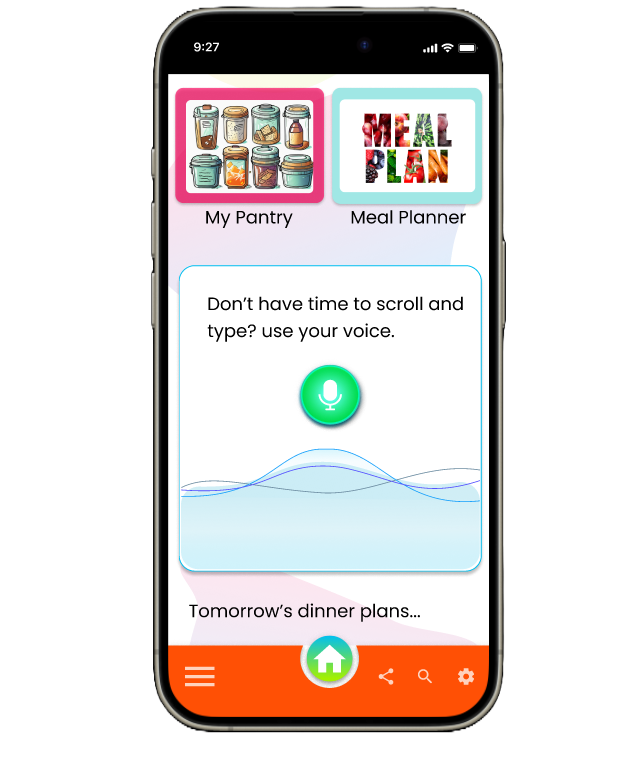 9:27
MEAL
PLAN
My Pantry
Meal Planner
Don't have time to scroll and
type? use your voice.
Tomorrow's dinner plans...